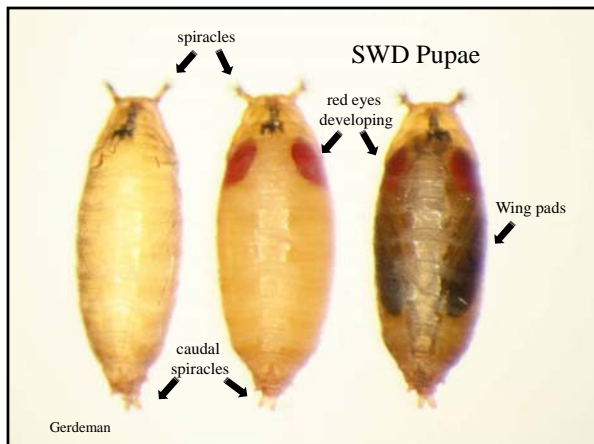 spiracles
SWD Pupae
red eyes
developing
Wing pads
caudal
spiracles
Gerdeman